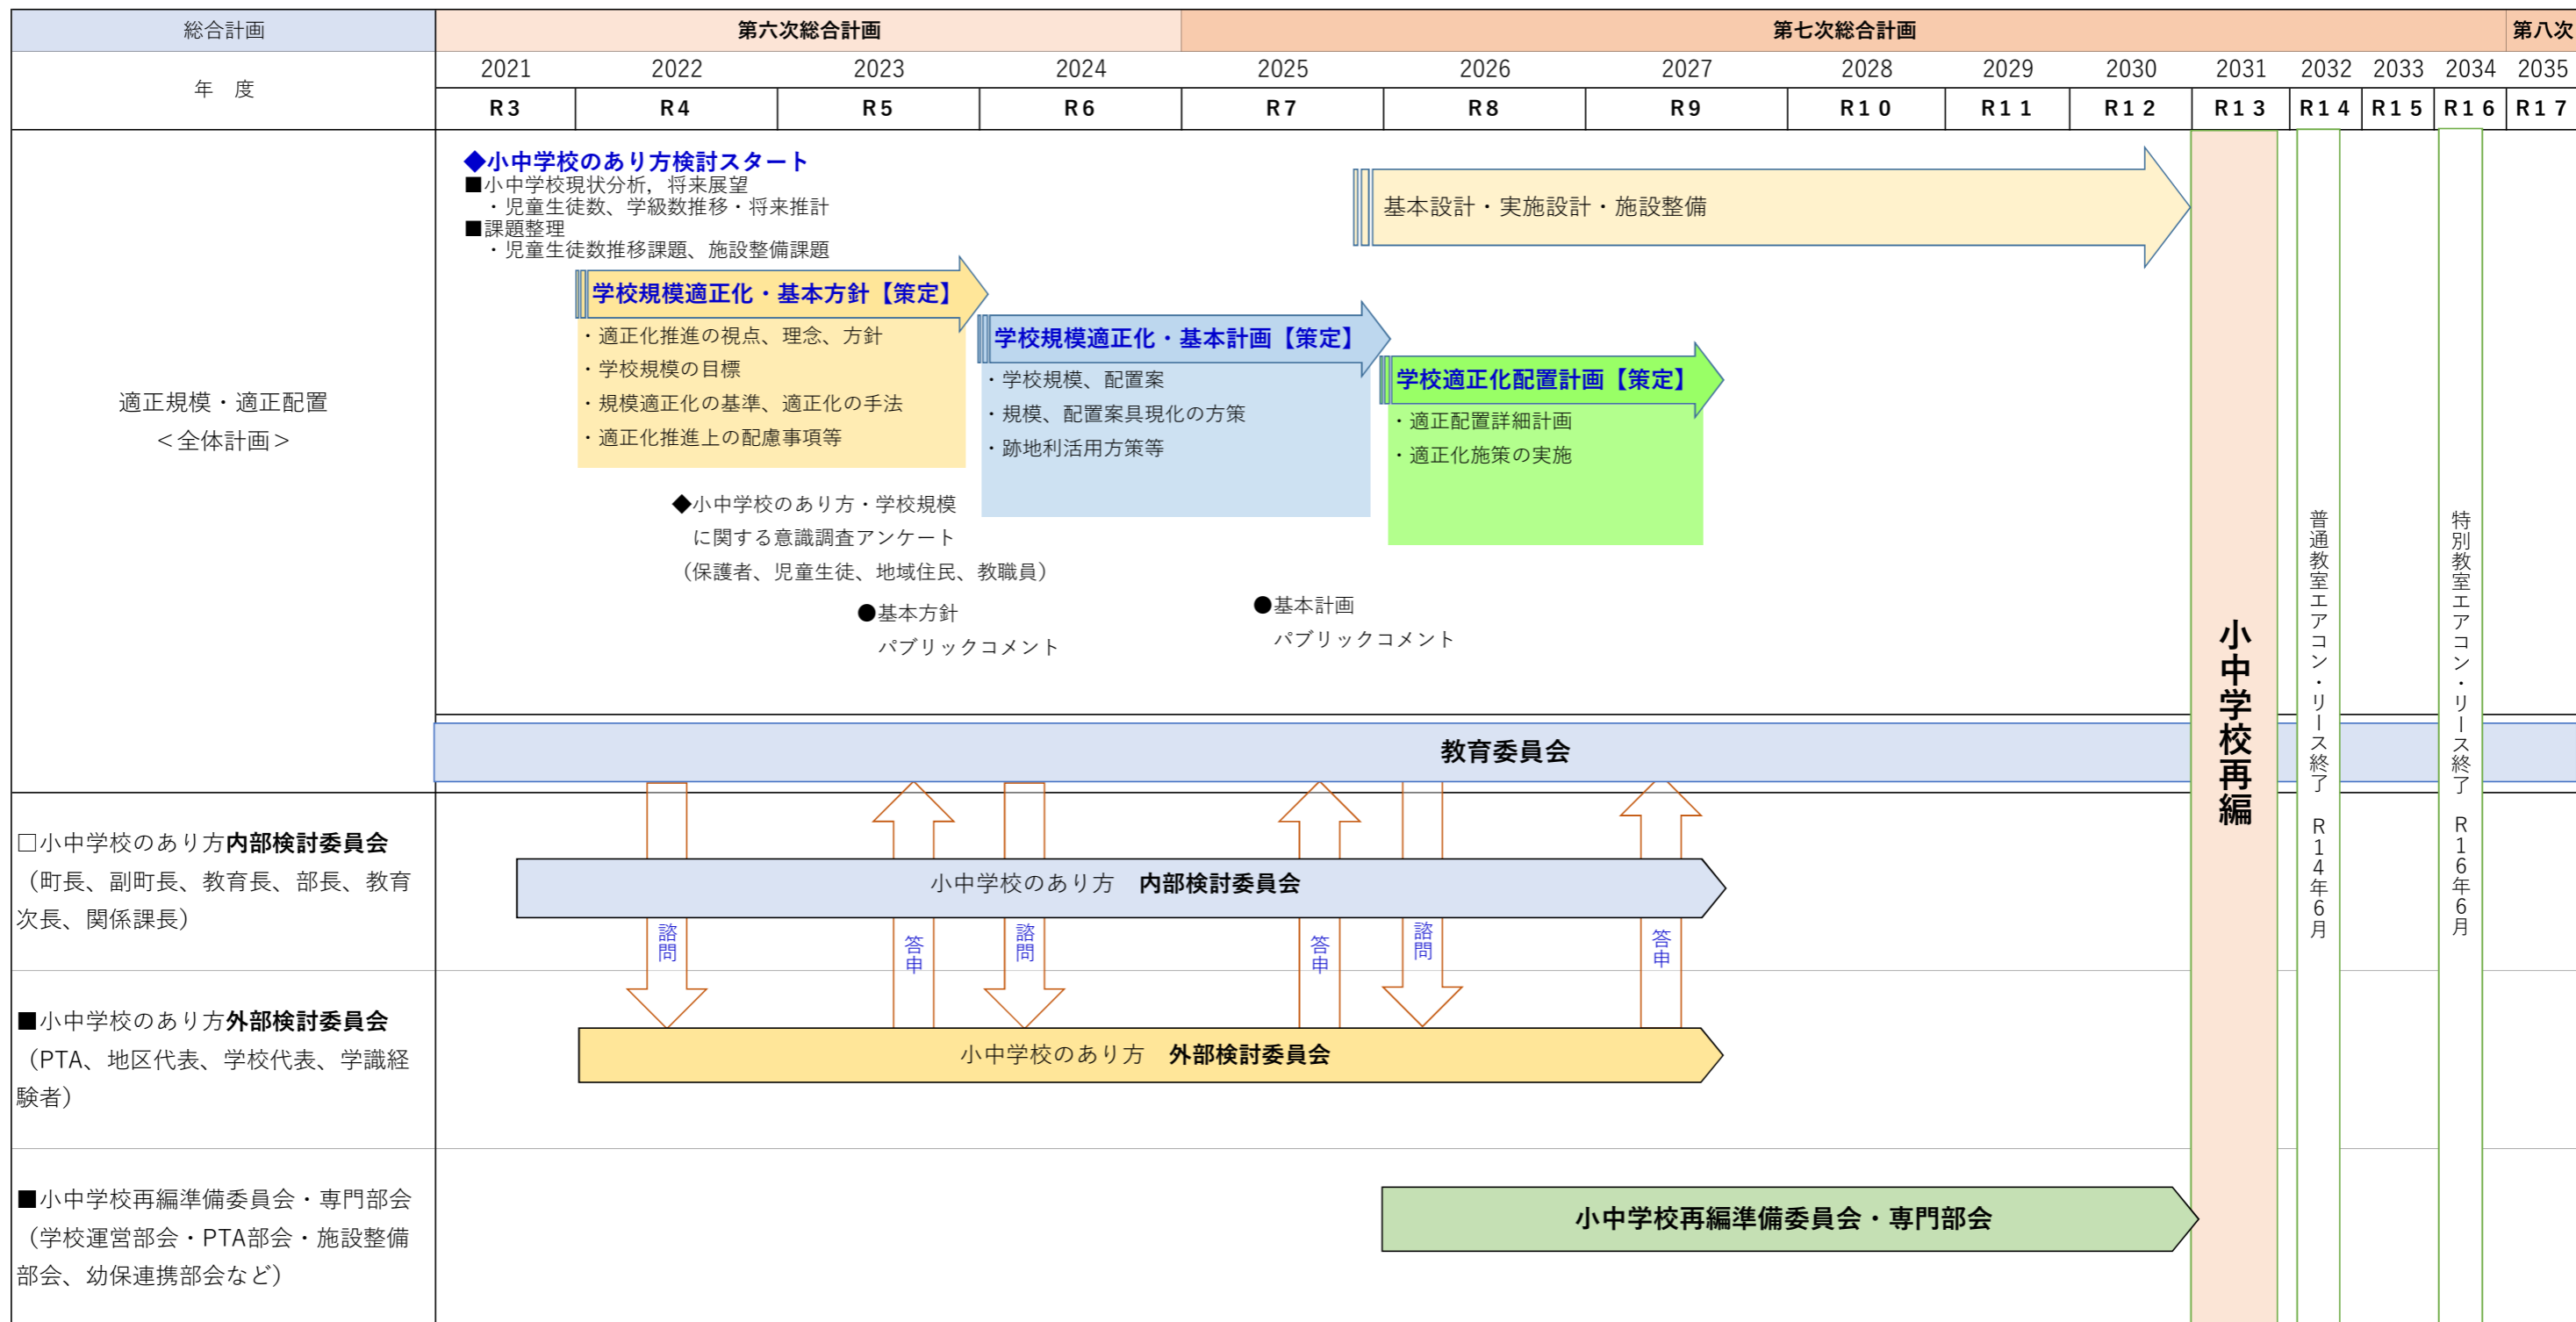 総合計画
第六次総合計画
第七次総合計画
第八次
年 度
2021 2022 2023 2024 2025 2026 2027 2028 2029 2030 2031 2032 2033 2034 2035
R3 R4 R5 R6 R7 R8 R9 R10 R11 R12 R13 R14 R15 R16 R17
適正規模・適正配置
＜全体計画＞
◆小中学校のあり方検討スタート
■小中学校現状分析，将来展望
・児童生徒数、学級数推移・将来推計
■課題整理
・児童生徒数推移課題、施設整備課題
基本設計・実施設計・施設整備
学校規模適正化・基本方針【策定】
・適正化推進の視点、理念、方針
・学校規模の目標
・規模適正化の基準、適正化の手法
・適正化推進上の配慮事項等
学校規模適正化・基本計画【策定】
・学校規模、配置案
・規模、配置案具現化の方策
・跡地利活用方策等
学校適正化配置計画【策定】
・適正配置詳細計画
・適正化施策の実施
◆小中学校のあり方・学校規模
に関する意識調査アンケート
（保護者、児童生徒、地域住民、教職員）
●基本方針
パブリックコメント
●基本計画
パブリックコメント
小中学校再編
普通教室エアコン・リース終了 R14年6月
特別教室エアコン・リース終了 R16年6月
教育委員会
□小中学校のあり方内部検討委員会
（町長、副町長、教育長、部長、教育
次長、関係課長）
小中学校のあり方 内部検討委員会
諮問
答申
諮問
答申
諮問
答申
■小中学校のあり方外部検討委員会
（PTA、地区代表、学校代表、学識経
験者）
小中学校のあり方 外部検討委員会
■小中学校再編準備委員会・専門部会
（学校運営部会・PTA部会・施設整備
部会、幼保連携部会など）
小中学校再編準備委員会・専門部会